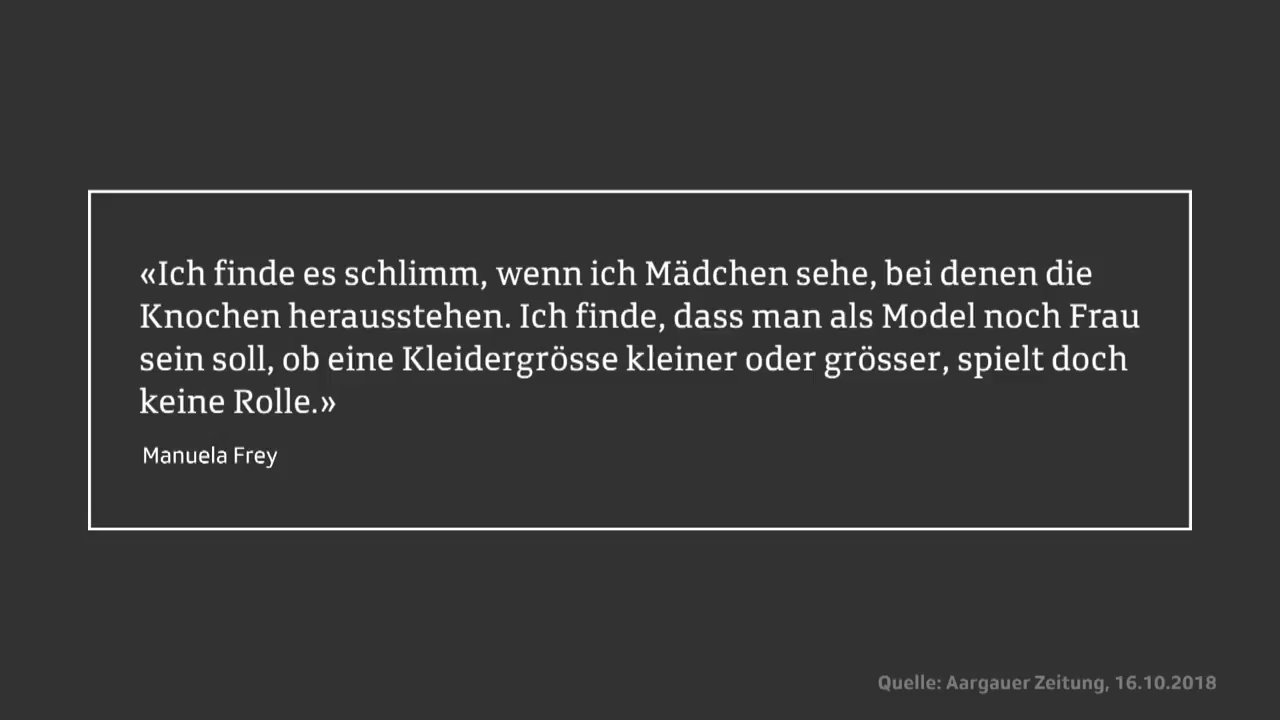 «Ich finde es schlimm, wenn ich Mädchen sehe, bei denen die
Knochen herausstehen. Ich finde, dass man als Model noch Frau
sein soll, ob eine Kleidergrösse kleiner oder grösser, spielt doch
keine Rolle.»
Manuela Frey
Quelle: Aargauer Zeitung, 16.10.2018